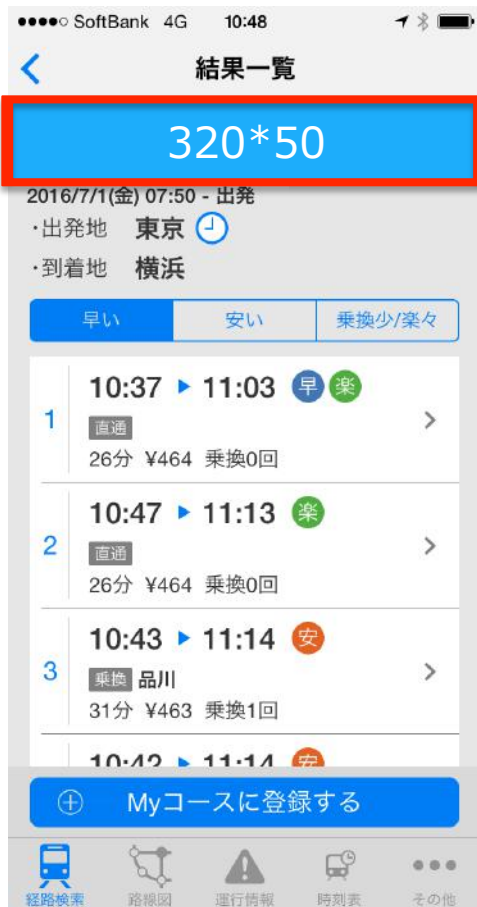 SoftBank 4G 10:48
結果一覧
320*50
2016/7/1(金) 07:50 - 出発
・出発地 東京
・到着地 横浜
早い 安い 乗換少/楽々
1 10:37 ▶ 11:03 早 楽
直通
26分 ¥464 乗換0回
2 10:47 ▶ 11:13 楽
直通
26分 ¥464 乗換0回
3 10:43 ▶ 11:14 安
乗換 品川
31分 ¥463 乗換1回
10:42 ▶ 11:14 安
Myコースに登録する
経路検索 路線図 運行情報 時刻表 その他